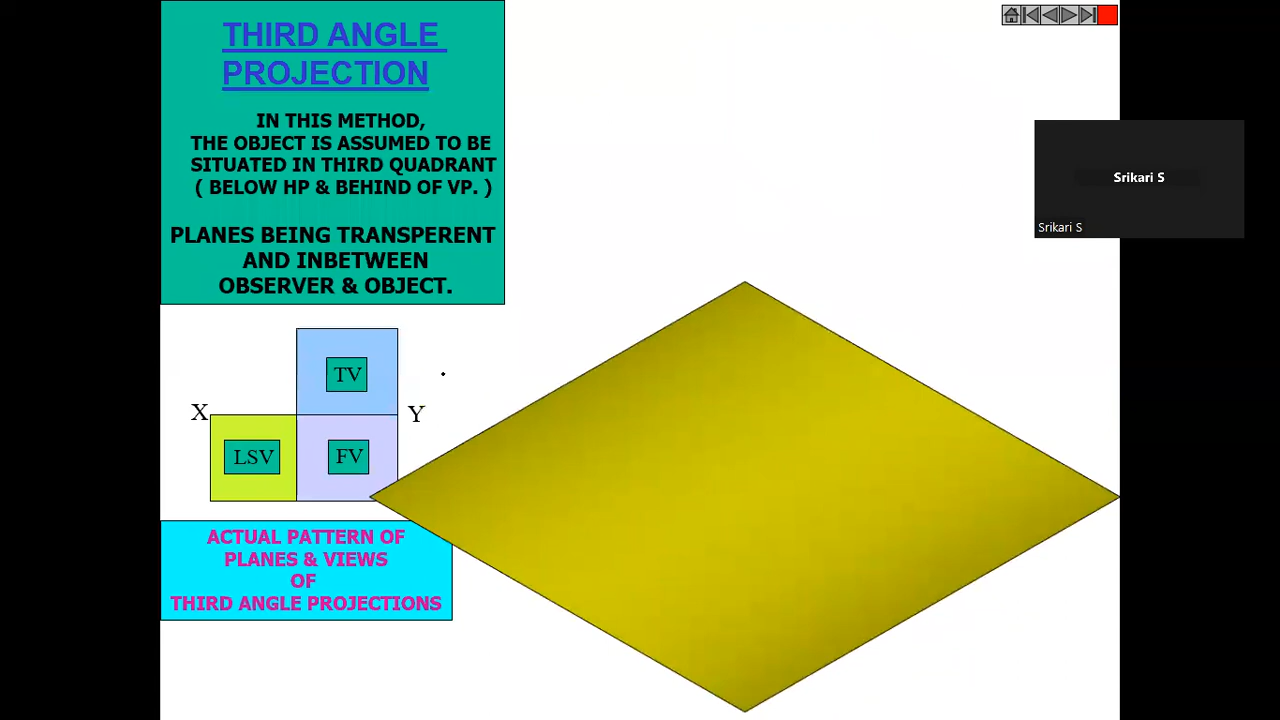 THIRD ANGLE
PROJECTION
IN THIS METHOD,
THE OBJECT IS ASSUMED TO BE
SITUATED IN THIRD QUADRANT
( BELOW HP & BEHIND OF VP. )
PLANES BEING TRANSPERENT
AND INBETWEEN
OBSERVER & OBJECT.
TV
X
Y
LSV
FV
ACTUAL PATTERN OF
PLANES & VIEWS
OF
THIRD ANGLE PROJECTIONS
Srikari S
Srikari S